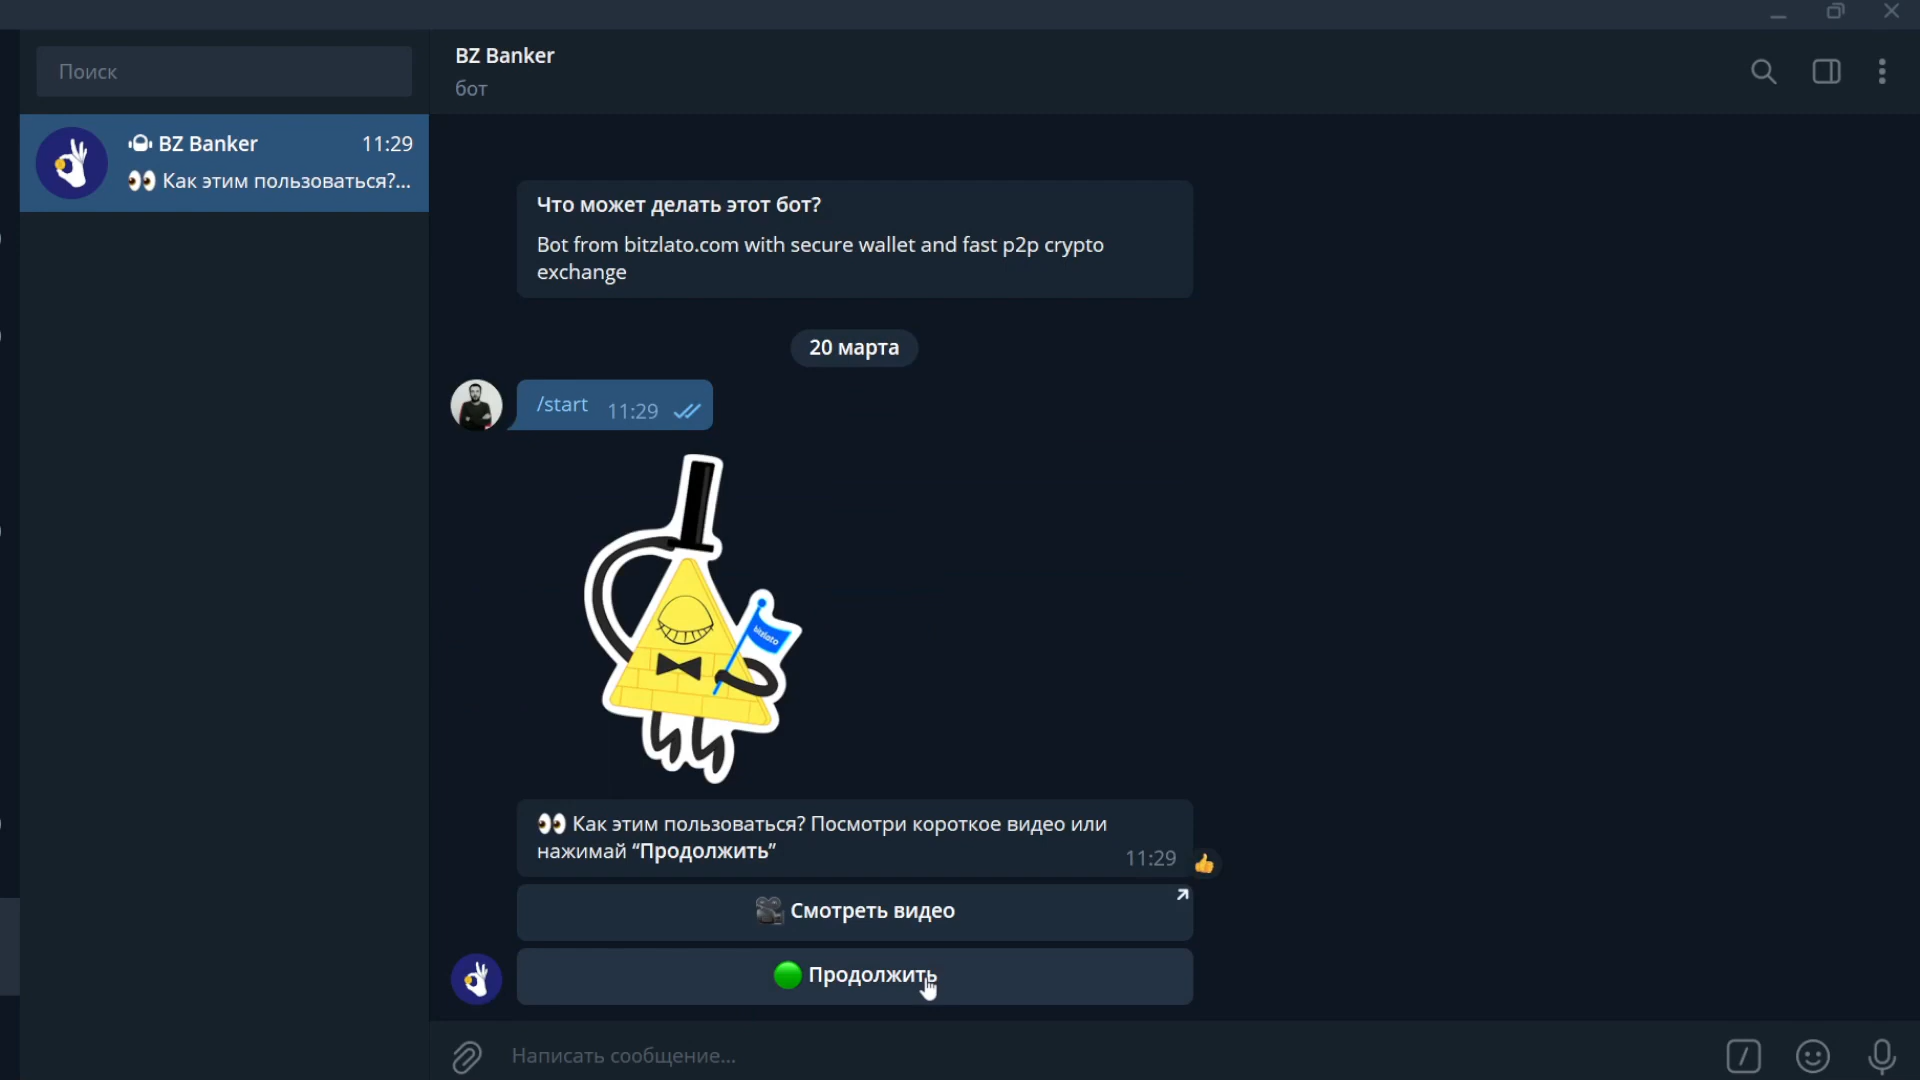 Поиск
BZ Banker
бот
BZ Banker 11:29
👀 Как этим пользоваться?...
Что может делать этот бот?
Bot from bitzlato.com with secure wallet and fast p2p crypto
exchange
20 марта
/start 11:29
bitzlato
👀 Как этим пользоваться? Посмотри короткое видео или
нажимай “Продолжить”
11:29
Смотреть видео
Продолжить
Написать сообщение...